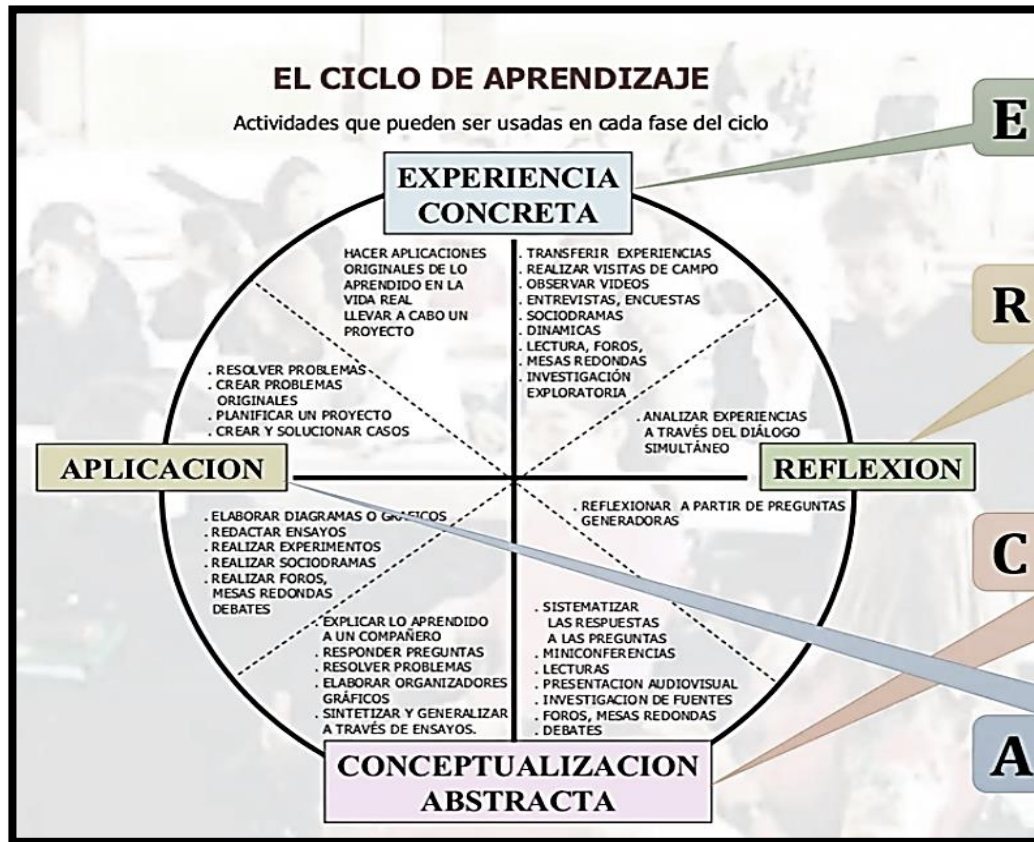 EL CICLO DE APRENDIZAJE
Actividades que pueden ser usadas en cada fase del ciclo
EXPERIENCIA
CONCRETA
HACER APLICACIONES
ORIGINALES DE LO
APRENDIDO EN LA
VIDA REAL
LLEVAR A CABO UN
PROYECTO
. TRANSFERIR EXPERIENCIAS
. REALIZAR VISITAS DE CAMPO
. OBSERVAR VIDEOS
. ENTREVISTAS, ENCUESTAS
. SOCIODRAMAS
. DINAMICAS
. LECTURA, FOROS,
. MESAS REDONDAS
. INVESTIGACIÓN
EXPLORATORIA
. RESOLVER PROBLEMAS
. CREAR PROBLEMAS
ORIGINALES
. PLANIFICAR UN PROYECTO
. CREAR Y SOLUCIONAR CASOS
. ANALIZAR EXPERIENCIAS
A TRAVÉS DEL DIÁLOGO
SIMULTÁNEO
APLICACION
REFLEXION
. ELABORAR DIAGRAMAS O GRÁFICOS
. REDACTAR ENSAYOS
. REALIZAR EXPERIMENTOS
. REALIZAR SOCIODRAMAS
. REALIZAR FOROS,
MESAS REDONDAS
DEBATES
. REFLEXIONAR A PARTIR DE PREGUNTAS
GENERADORAS
EXPLICAR LO APRENDIDO
A UN COMPAÑERO
. RESPONDER PREGUNTAS
. RESOLVER PROBLEMAS
. ELABORAR ORGANIZADORES
GRÁFICOS
. SINTETIZAR Y GENERALIZAR
A TRAVÉS DE ENSAYOS.
. SISTEMATIZAR
LAS RESPUESTAS
A LAS PREGUNTAS
. MINICONFERENCIAS
. LECTURAS
. PRESENTACION AUDIOVISUAL
. INVESTIGACION DE FUENTES
. FOROS, MESAS REDONDAS
. DEBATES
CONCEPTUALIZACION
ABSTRACTA
E
R
C
A